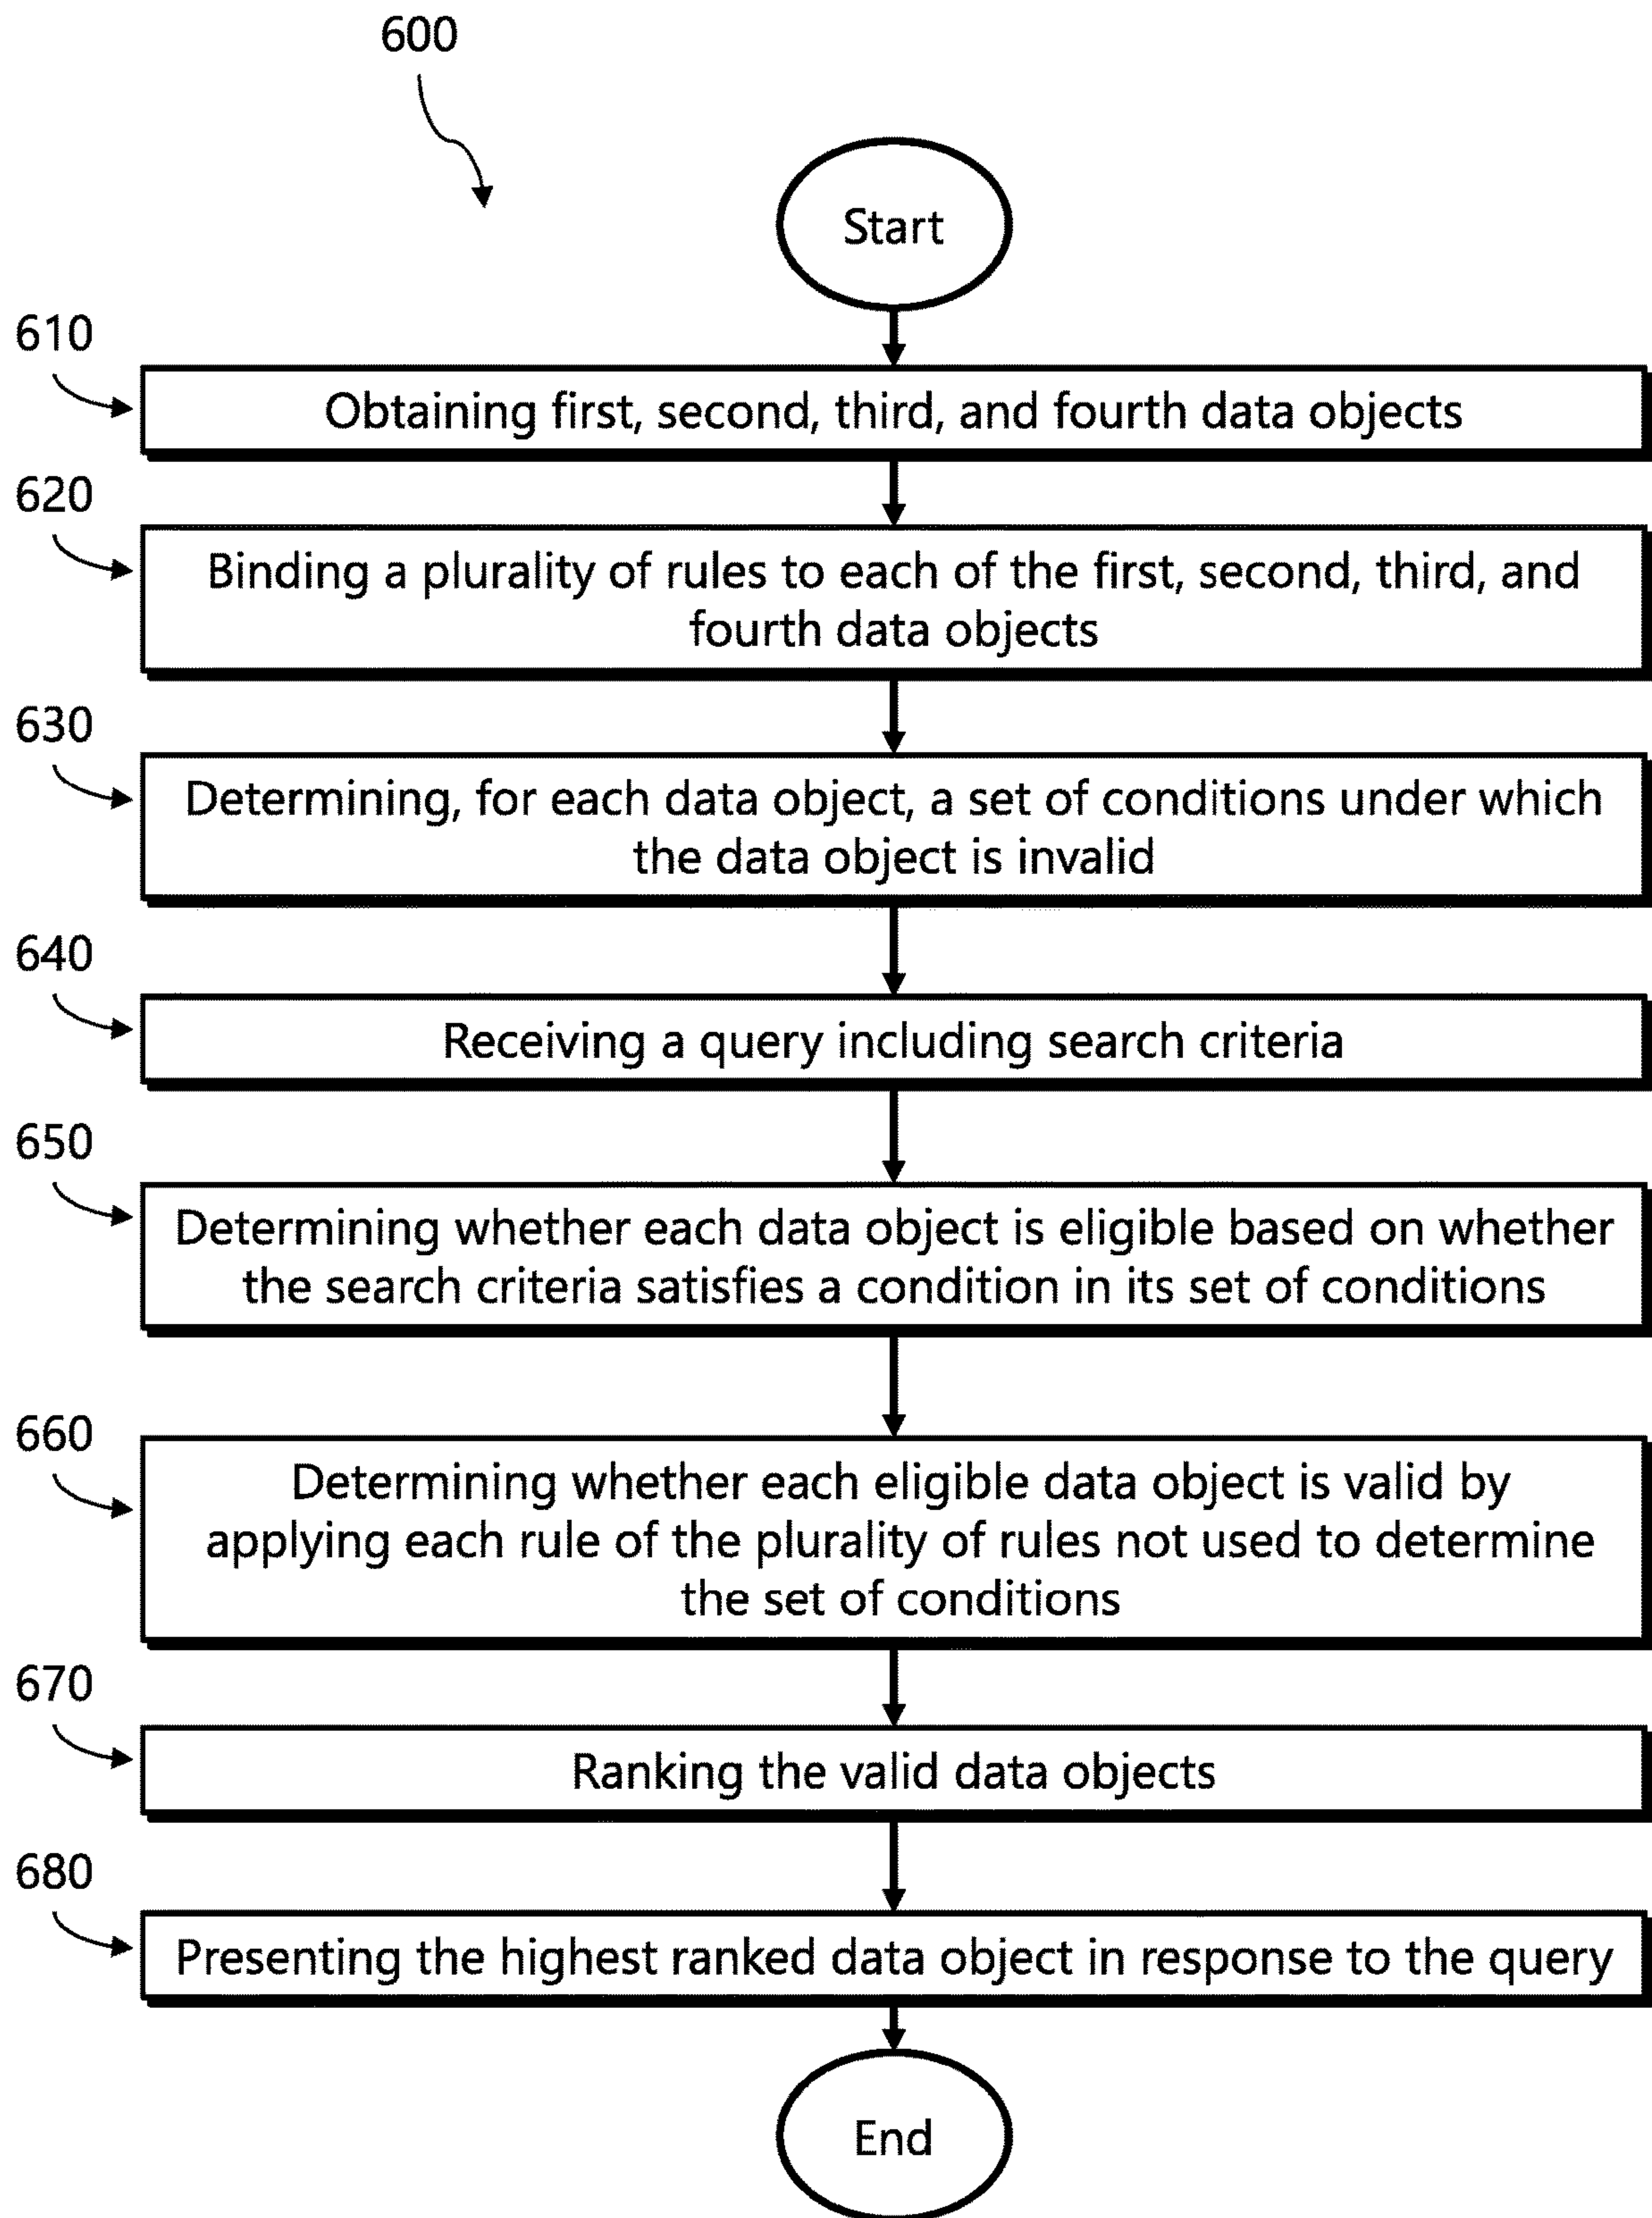 600
Start
610
Obtaining first, second, third, and fourth data objects
620
Binding a plurality of rules to each of the first, second, third, and
fourth data objects
630
Determining, for each data object, a set of conditions under which
the data object is invalid
640
Receiving a query including search criteria
650
Determining whether each data object is eligible based on whether
the search criteria satisfies a condition in its set of conditions
660
Determining whether each eligible data object is valid by
applying each rule of the plurality of rules not used to determine
the set of conditions
670
Ranking the valid data objects
680
Presenting the highest ranked data object in response to the query
End